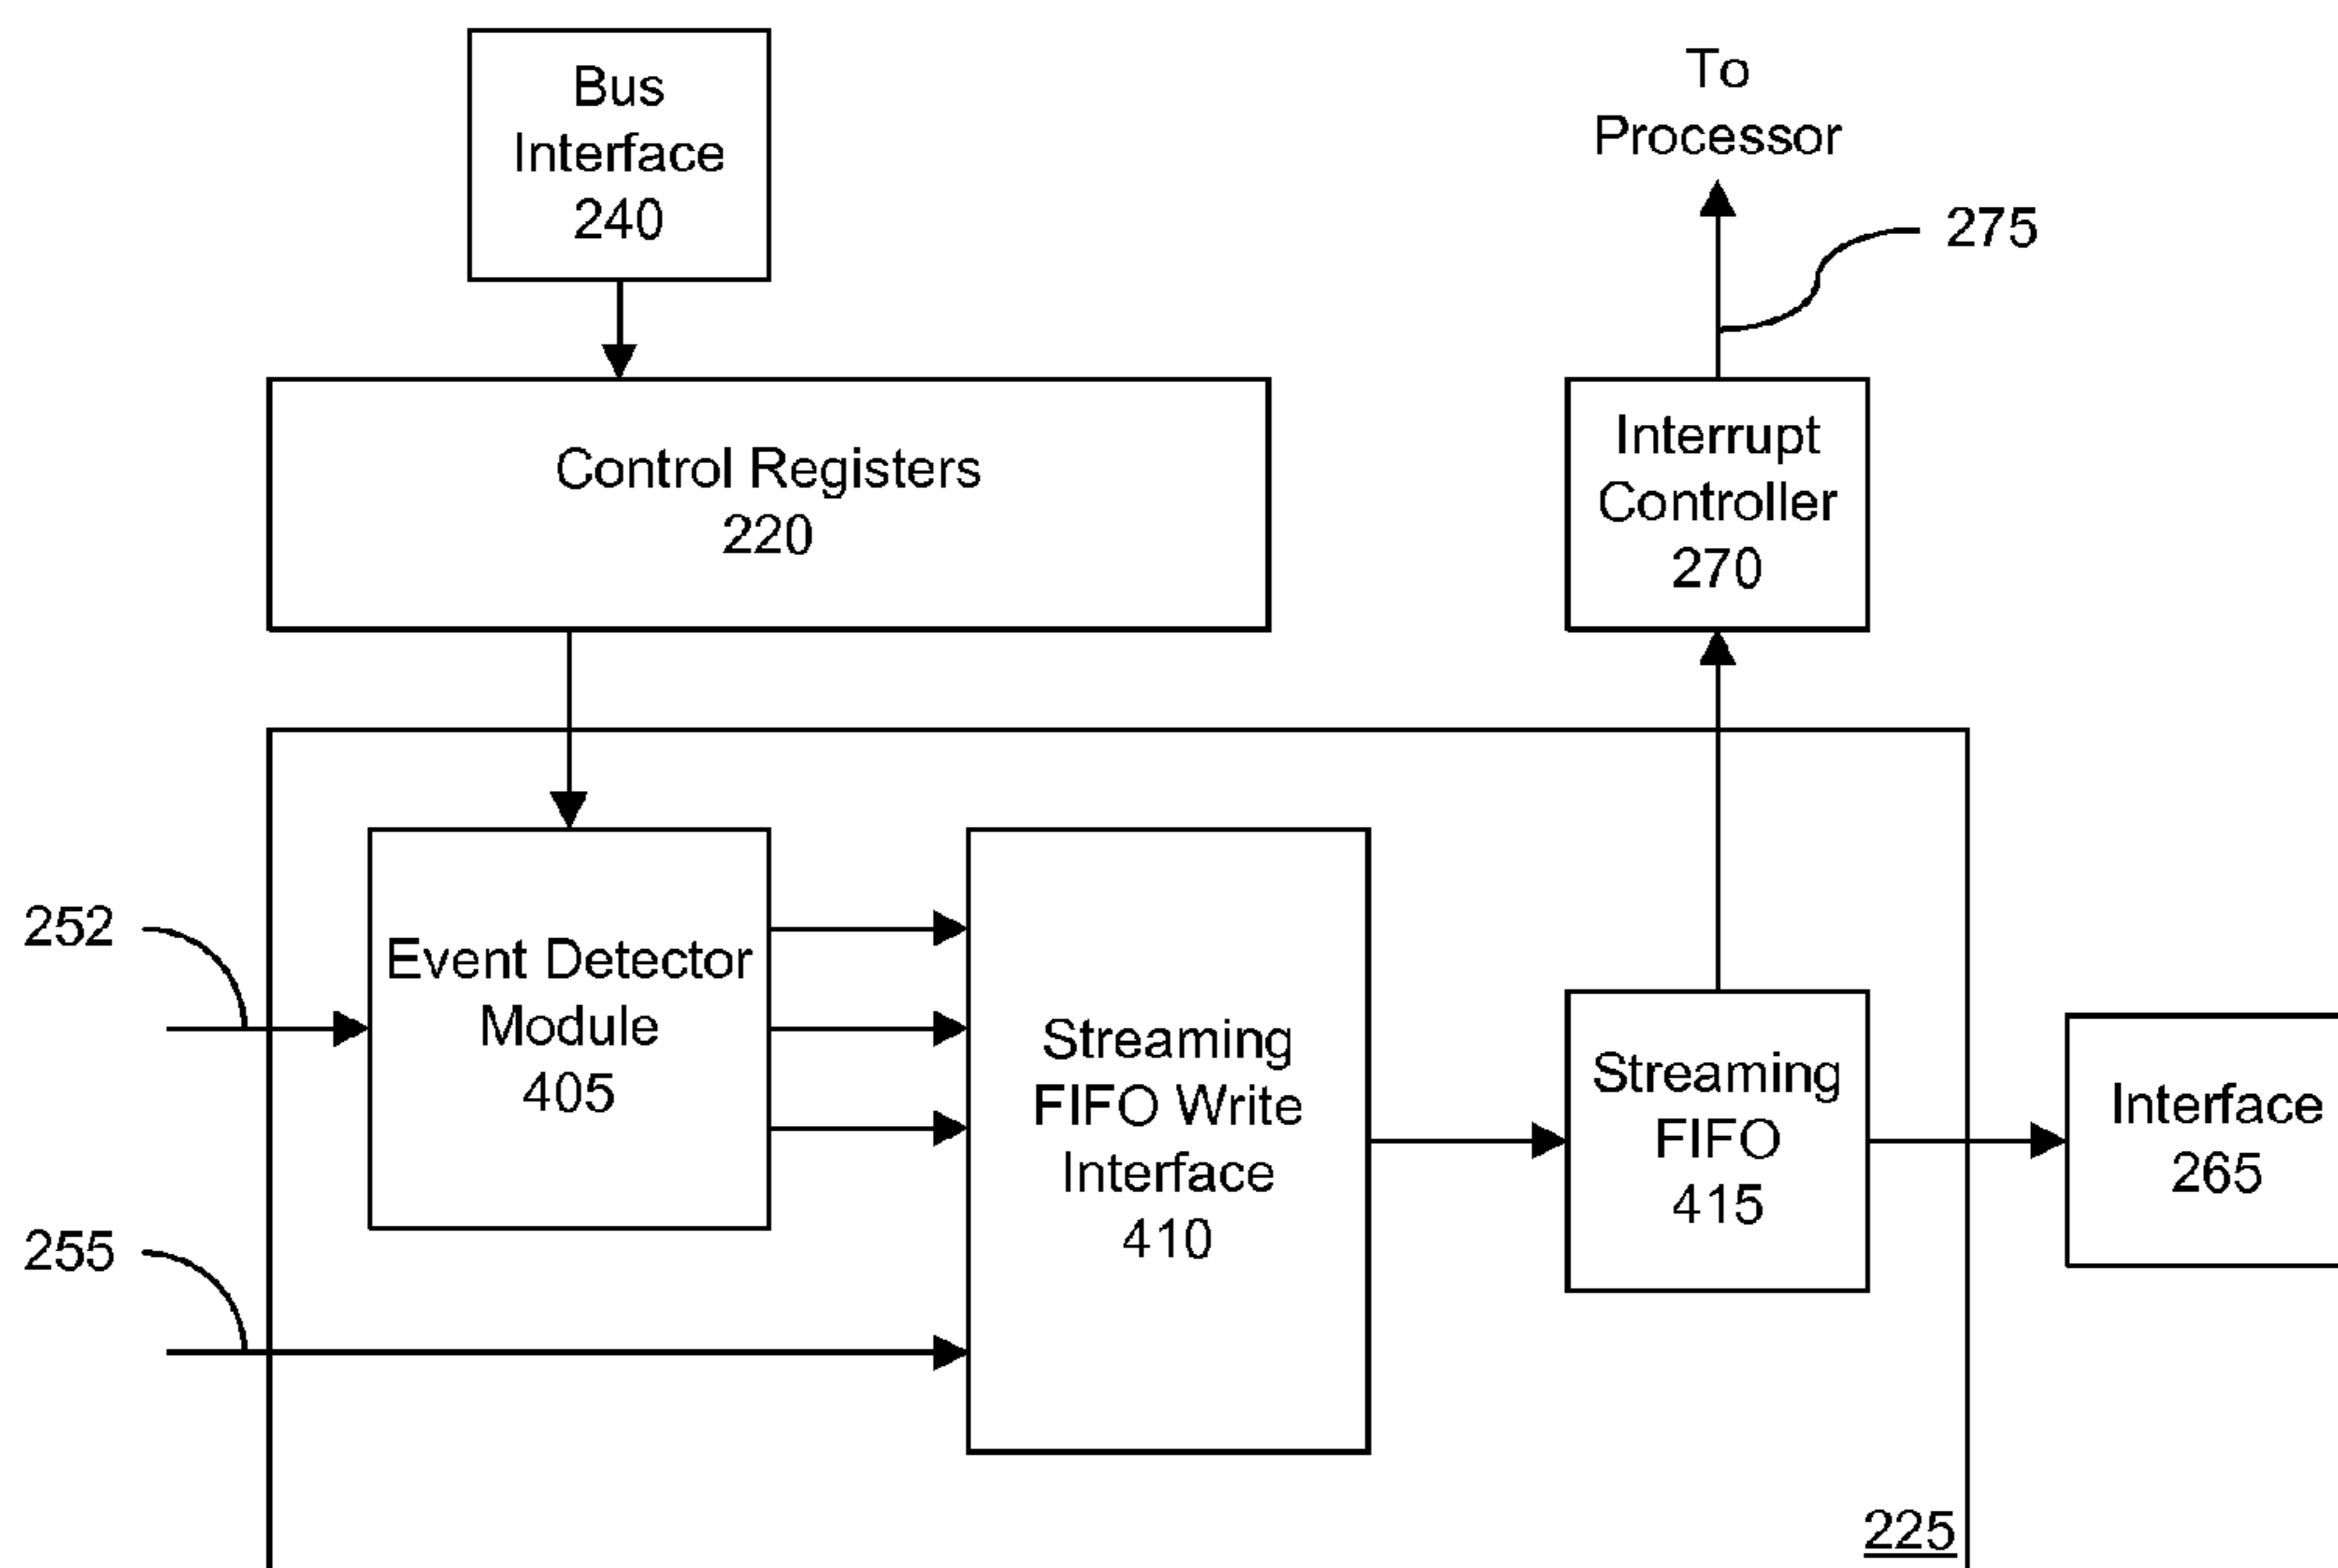 Bus
Interface
240
To
Processor
275
Control Registers
220
Interrupt
Controller
270
252
Event Detector
Module
405
Streaming
FIFO Write
Interface
410
Streaming
FIFO
415
Interface
265
255
225